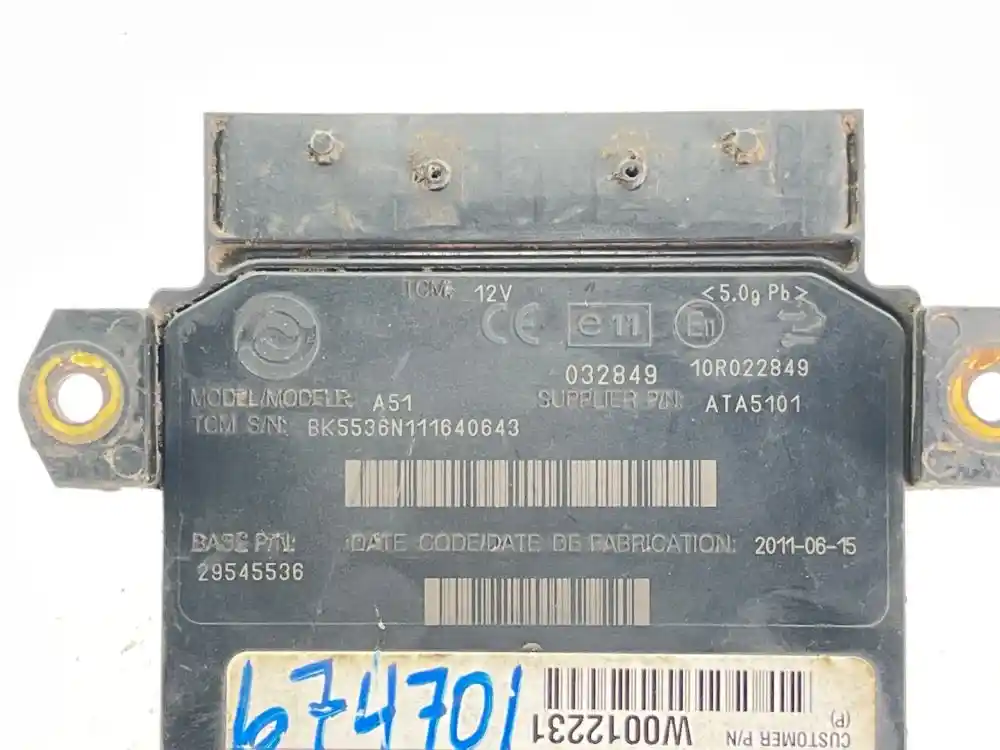 TCM: 12V
< 5.0g Pb >
CE e11 E11
032849 10R022849
MODEL/MODELE: A51 SUPPLIER P/N: ATA5101
TCM S/N: BK5536N111640643
BASE P/N: DATE CODE/DATE DE FABRICATION: 2011-06-15
29545536
674701
W0012231
CUSTOMER P/N
(P)